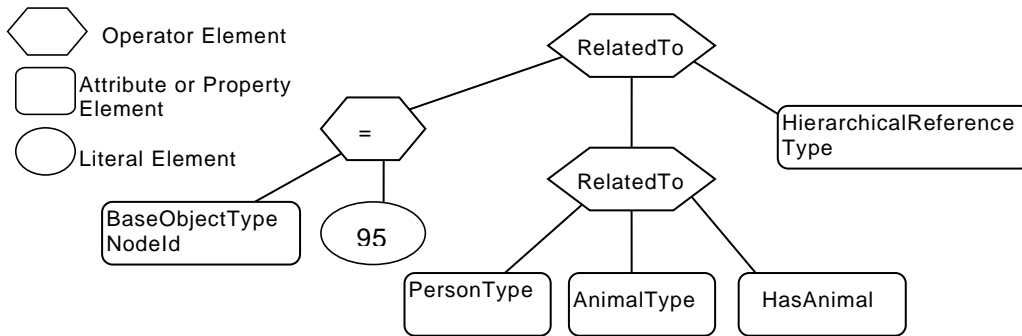 Operator Element
Attribute or Property
Element
Literal Element
RelatedTo
=
HierarchicalReference
Type
RelatedTo
BaseObjectType
NodeId
95
PersonType
AnimalType
HasAnimal